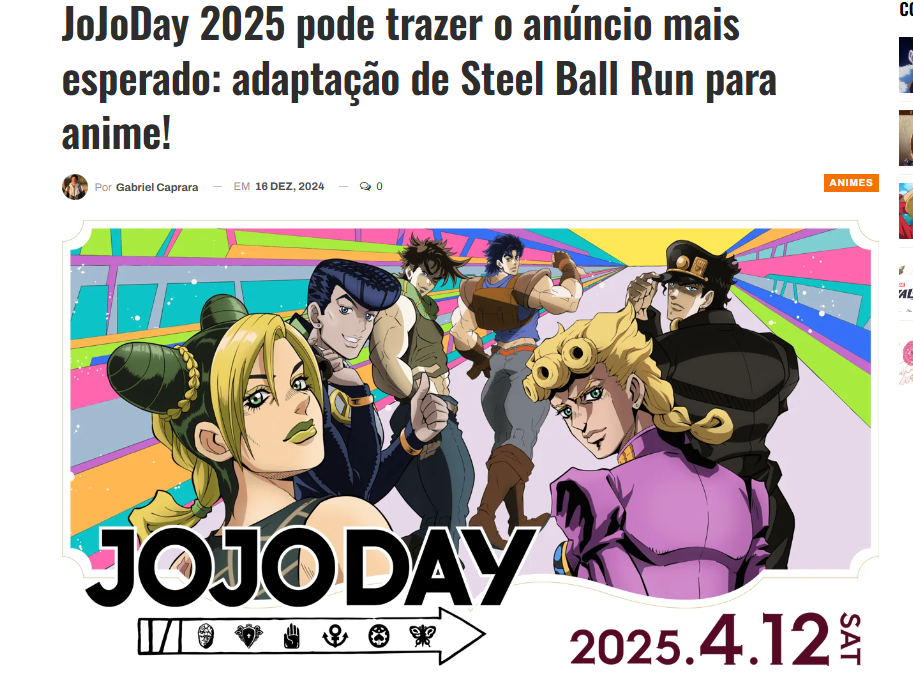 JoJoDay 2025 pode trazer o anúncio mais
esperado: adaptação de Steel Ball Run para
anime!
Por Gabriel Caprara — EM 16 DEZ, 2024 — 0
ANIMES
JOJODAY
2025.4.12 SAT